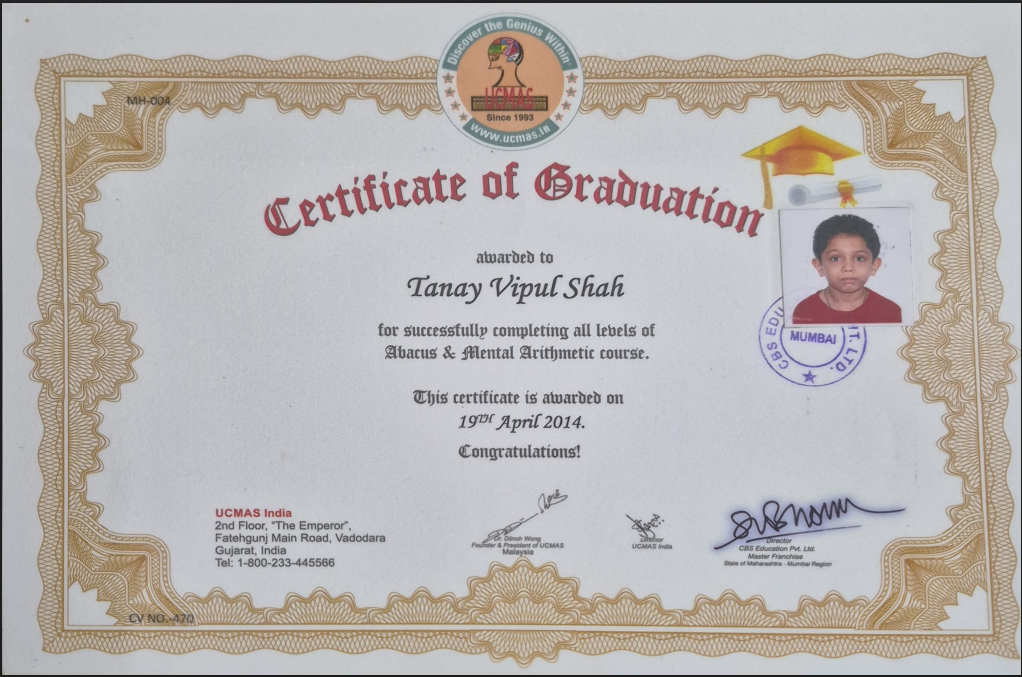 Discover the Genius Within
UCMAS
Since 1993
www.ucmas.in
MH-004
Certificate of Graduation
awarded to
Tanay Vipul Shah
for successfully completing all levels of
Abacus & Mental Arithmetic course.
This certificate is awarded on
19TH April 2014.
Congratulations!
CBS EDU
MUMBAI
T. LTD.
UCMAS India
2nd Floor, "The Emperor",
Fatehgunj Main Road, Vadodara
Gujarat, India
Tel: 1-800-233-445566
Dr. Dinoh Wong
Founder & President of UCMAS
Malaysia
Director
UCMAS India
Director
CBS Education Pvt. Ltd.
Master Franchise
State of Maharashtra - Mumbai Region
CV NO.-470